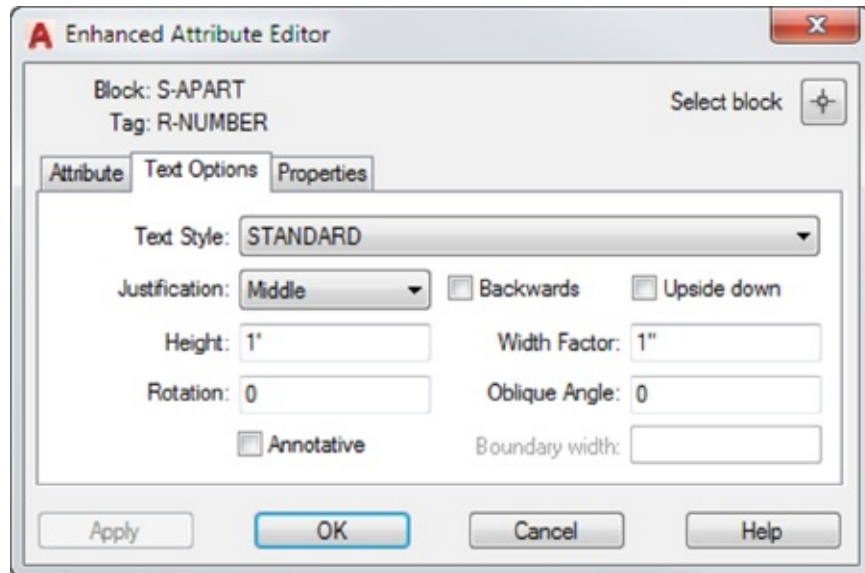 Enhanced Attribute Editor
Block: S-APART
Tag: R-NUMBER
Select block
Attribute Text Options Properties
Text Style: STANDARD
Justification: Middle Backwards Upside down
Height: 1' Width Factor: 1"
Rotation: 0 Oblique Angle: 0
Annotative Boundary width:
Apply OK Cancel Help